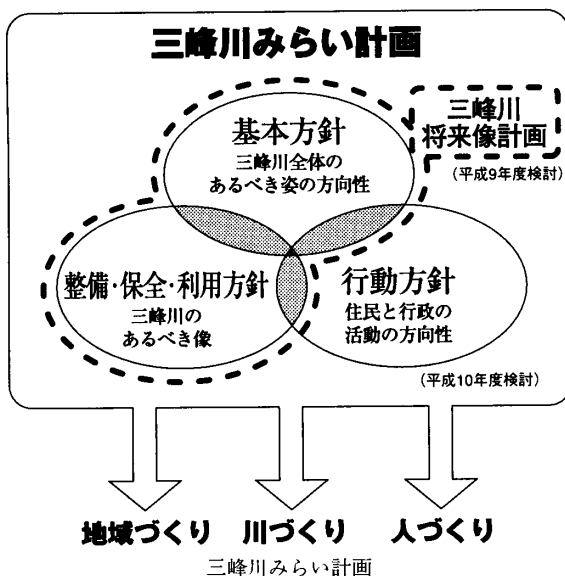 三峰川みらい計画
基本方針
三峰川全体の
あるべき姿の方向性
三峰川
将来像計画
(平成9年度検討)
整備・保全・利用方針
三峰川の
あるべき像
行動方針
住民と行政の
活動の方向性
(平成10年度検討)
地域づくり 川づくり 人づくり
三峰川みらい計画